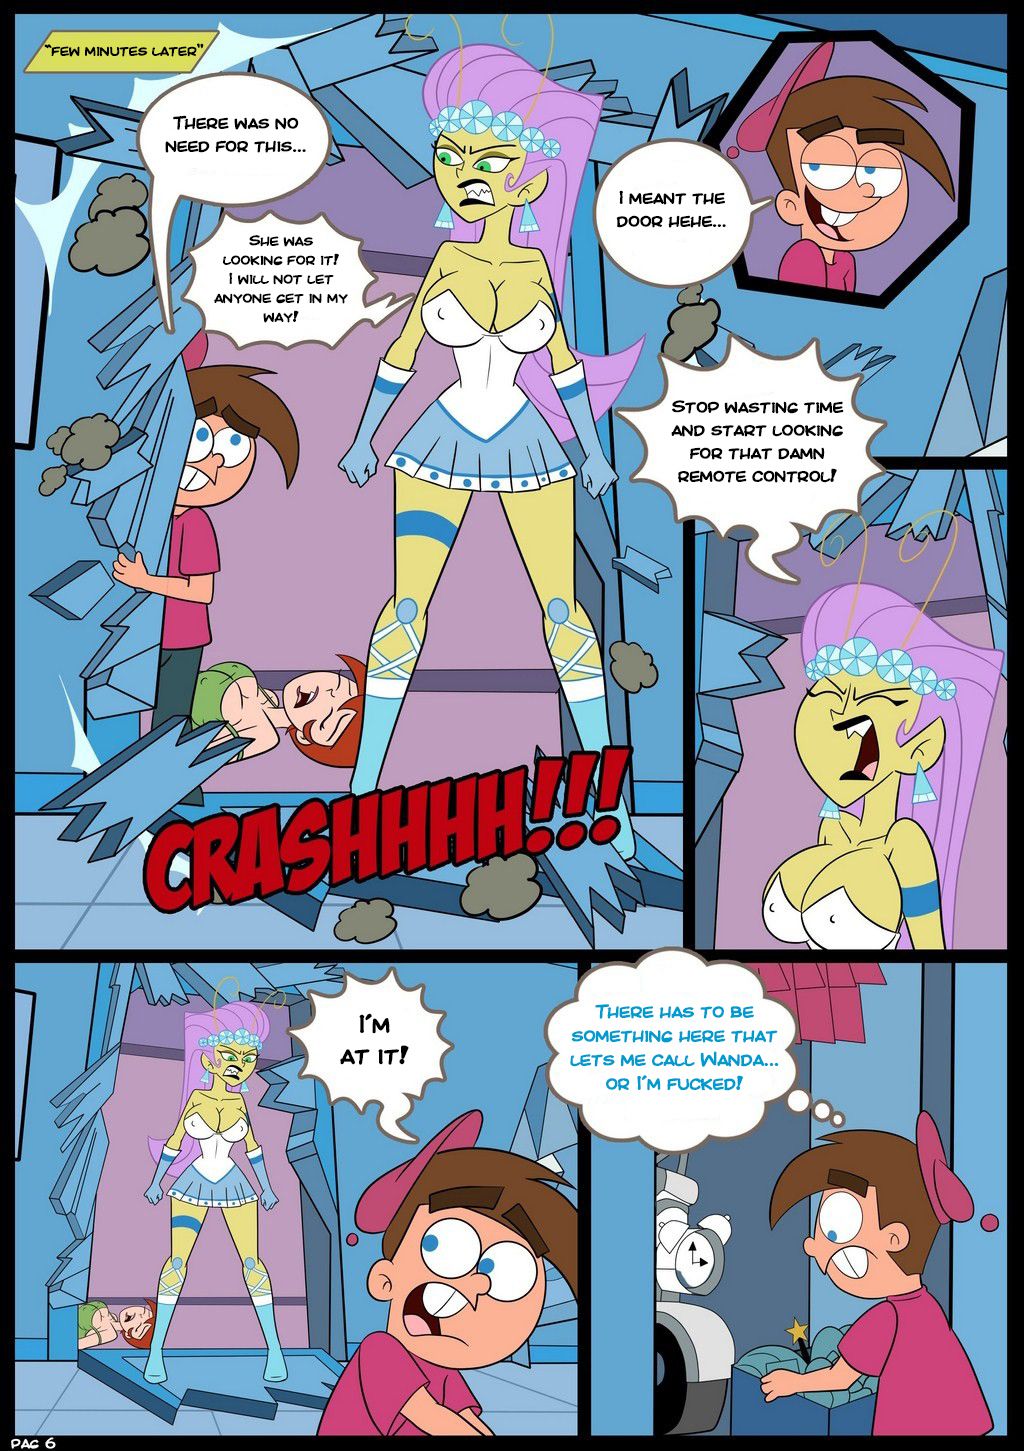 "FEW MINUTES LATER"
THERE WAS NO
NEED FOR THIS...
SHE WAS
LOOKING FOR IT!
I WILL NOT LET
ANYONE GET IN MY
WAY!
I MEANT THE
DOOR HEHE...
CRASHHHH!!!
STOP WASTING TIME
AND START LOOKING
FOR THAT DAMN
REMOTE CONTROL!
I'M
AT IT!
THERE HAS TO BE
SOMETHING HERE THAT
LETS ME CALL WANDA...
OR I'M FUCKED!
PAG 6